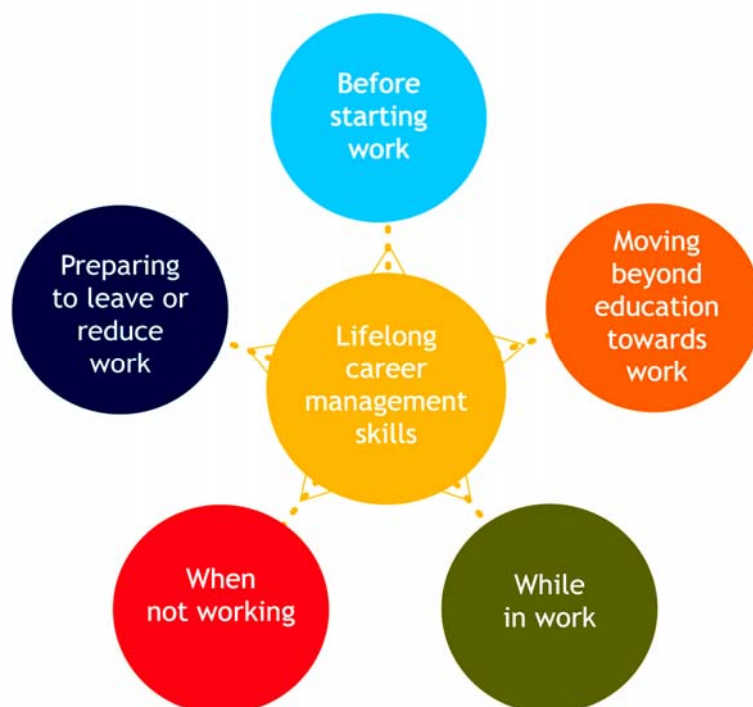 Before
starting
work
Moving
beyond
education
towards
work
Preparing
to leave or
reduce
work
Lifelong
career
management
skills
When
not working
While
in work